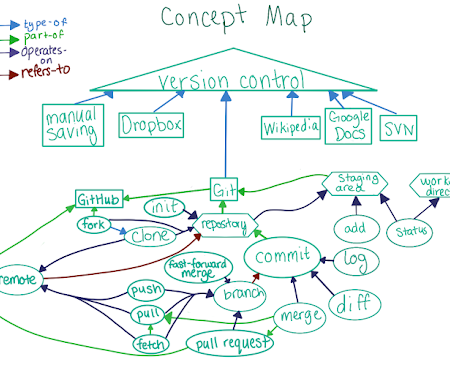 Concept Map
type-of
part-of
operates-
on
refers-to
version control
manual
saving
Dropbox
Wikipedia
Google
Docs
SVN
GitHub
Git
staging
area
work
direc
init
fork
clone
repository
add
status
commit
log
remote
fast-forward
merge
push
branch
pull
merge
diff
fetch
pull request